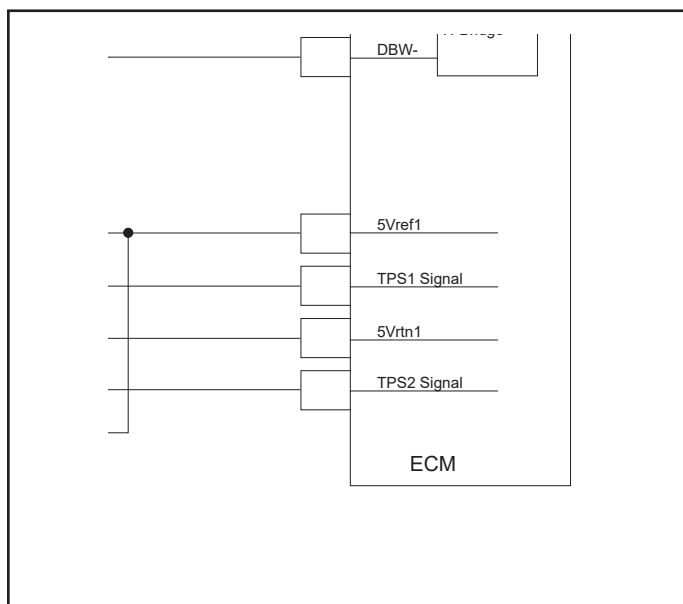 DBW-
5Vref1
TPS1 Signal
5Vrtn1
TPS2 Signal
ECM